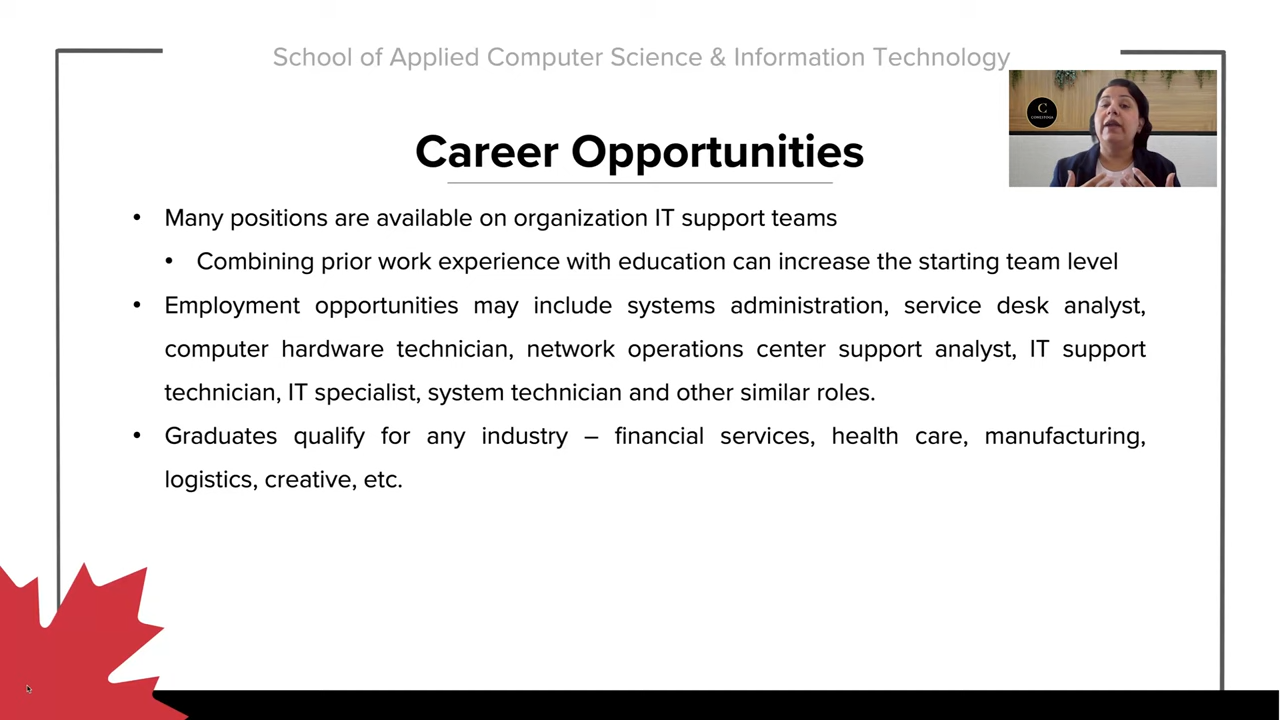 School of Applied Computer Science & Information Technology
C
CONESTOGA
Career Opportunities
• Many positions are available on organization IT support teams
• Combining prior work experience with education can increase the starting team level
• Employment opportunities may include systems administration, service desk analyst,
computer hardware technician, network operations center support analyst, IT support
technician, IT specialist, system technician and other similar roles.
• Graduates qualify for any industry – financial services, health care, manufacturing,
logistics, creative, etc.